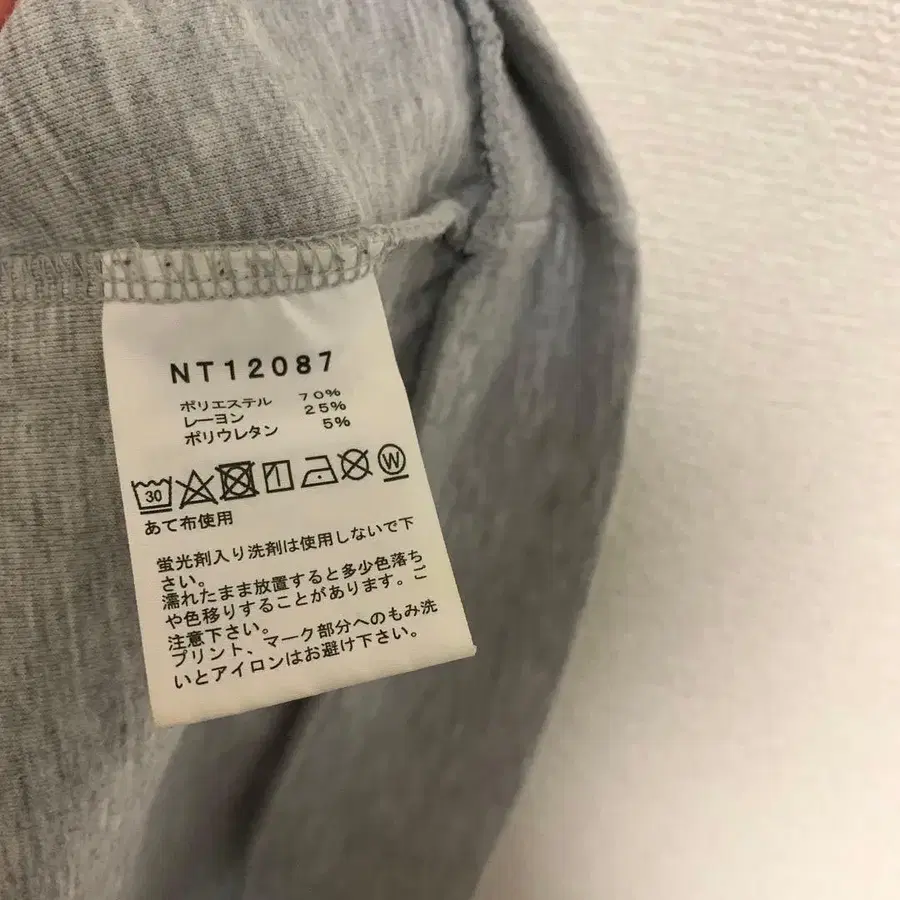 NT12087
ポリエステル 70%
レーヨン 25%
ポリウレタン 5%
30 W
あて布使用
蛍光剤入り洗剤は使用しないで下
さい。
濡れたまま放置すると多少色落ち
や色移りすることがあります。ご
注意下さい。
プリント、マーク部分へのもみ洗
いとアイロンはお避け下さい。